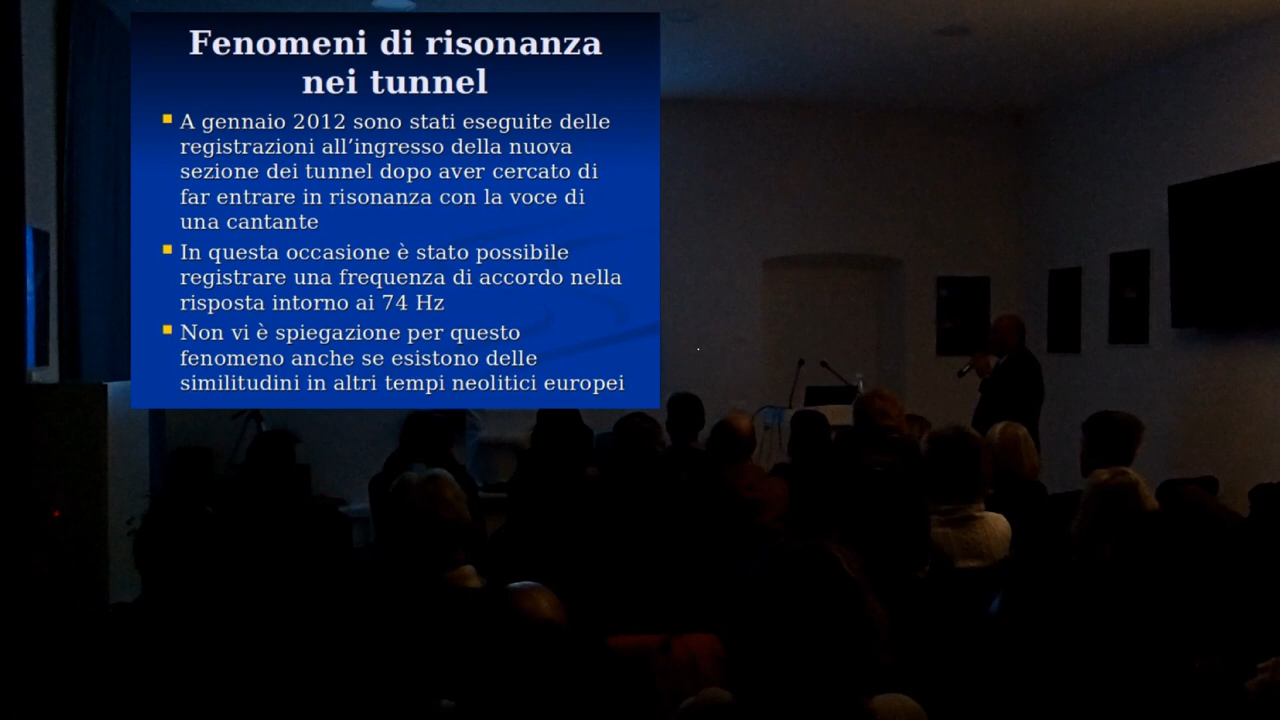 Fenomeni di risonanza
nei tunnel
A gennaio 2012 sono stati eseguite delle
registrazioni all’ingresso della nuova
sezione dei tunnel dopo aver cercato di
far entrare in risonanza con la voce di
una cantante
In questa occasione è stato possibile
registrare una frequenza di accordo nella
risposta intorno ai 74 Hz
Non vi è spiegazione per questo
fenomeno anche se esistono delle
similitudini in altri tempi neolitici europei